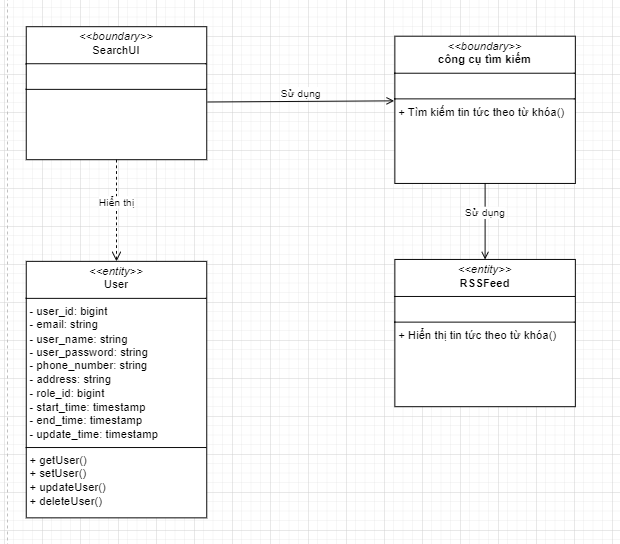 <<boundary>>
SearchUI
<<boundary>>
công cụ tìm kiếm
Sử dụng
+ Tìm kiếm tin tức theo từ khóa()
Hiển thị
Sử dụng
<<entity>>
User
- user_id: bigint
- email: string
- user_name: string
- user_password: string
- phone_number: string
- address: string
- role_id: bigint
- start_time: timestamp
- end_time: timestamp
- update_time: timestamp
+ getUser()
+ setUser()
+ updateUser()
+ deleteUser()
<<entity>>
RSSFeed
+ Hiển thị tin tức theo từ khóa()